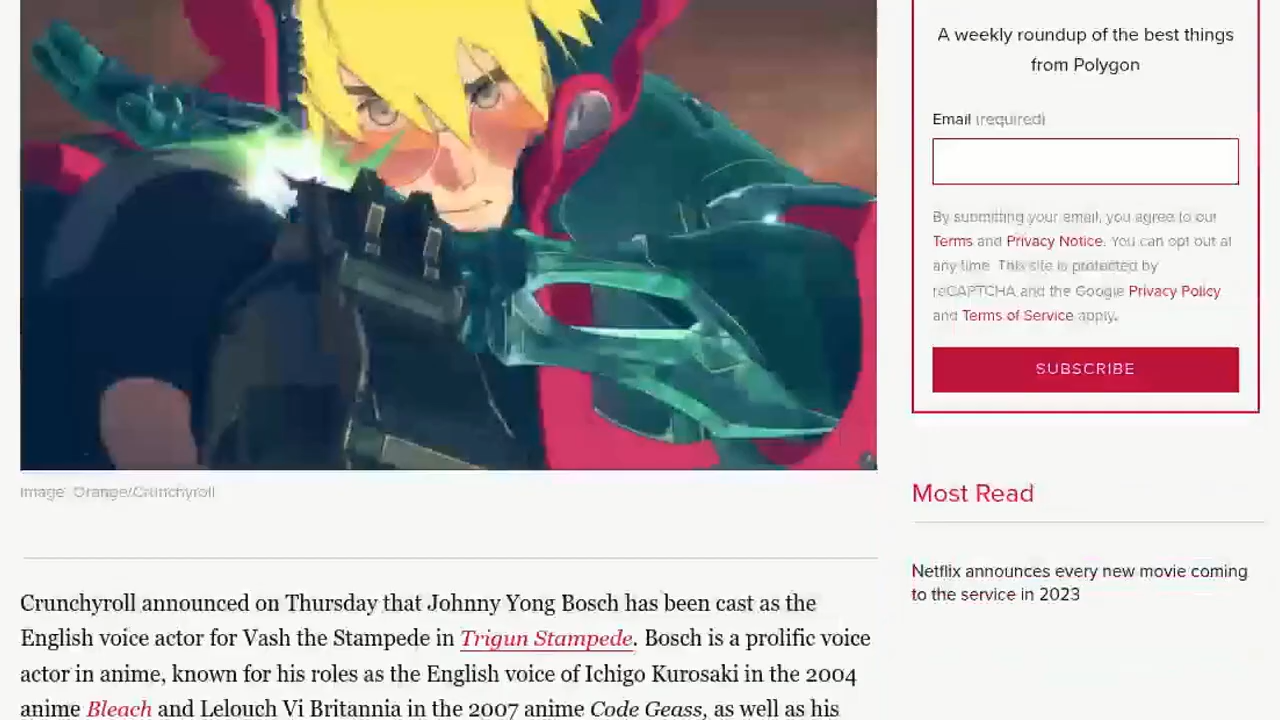 A weekly roundup of the best things
from Polygon
Email (required)
By submitting your email, you agree to our
Terms and Privacy Notice. You can opt out at
any time. This site is protected by
reCAPTCHA and the Google Privacy Policy
and Terms of Service apply.
SUBSCRIBE
Image: Orange/Crunchyroll
Most Read
Netflix announces every new movie coming
to the service in 2023
Crunchyroll announced on Thursday that Johnny Yong Bosch has been cast as the
English voice actor for Vash the Stampede in Trigun Stampede. Bosch is a prolific voice
actor in anime, known for his roles as the English voice of Ichigo Kurosaki in the 2004
anime Bleach and Lelouch Vi Britannia in the 2007 anime Code Geass, as well as his